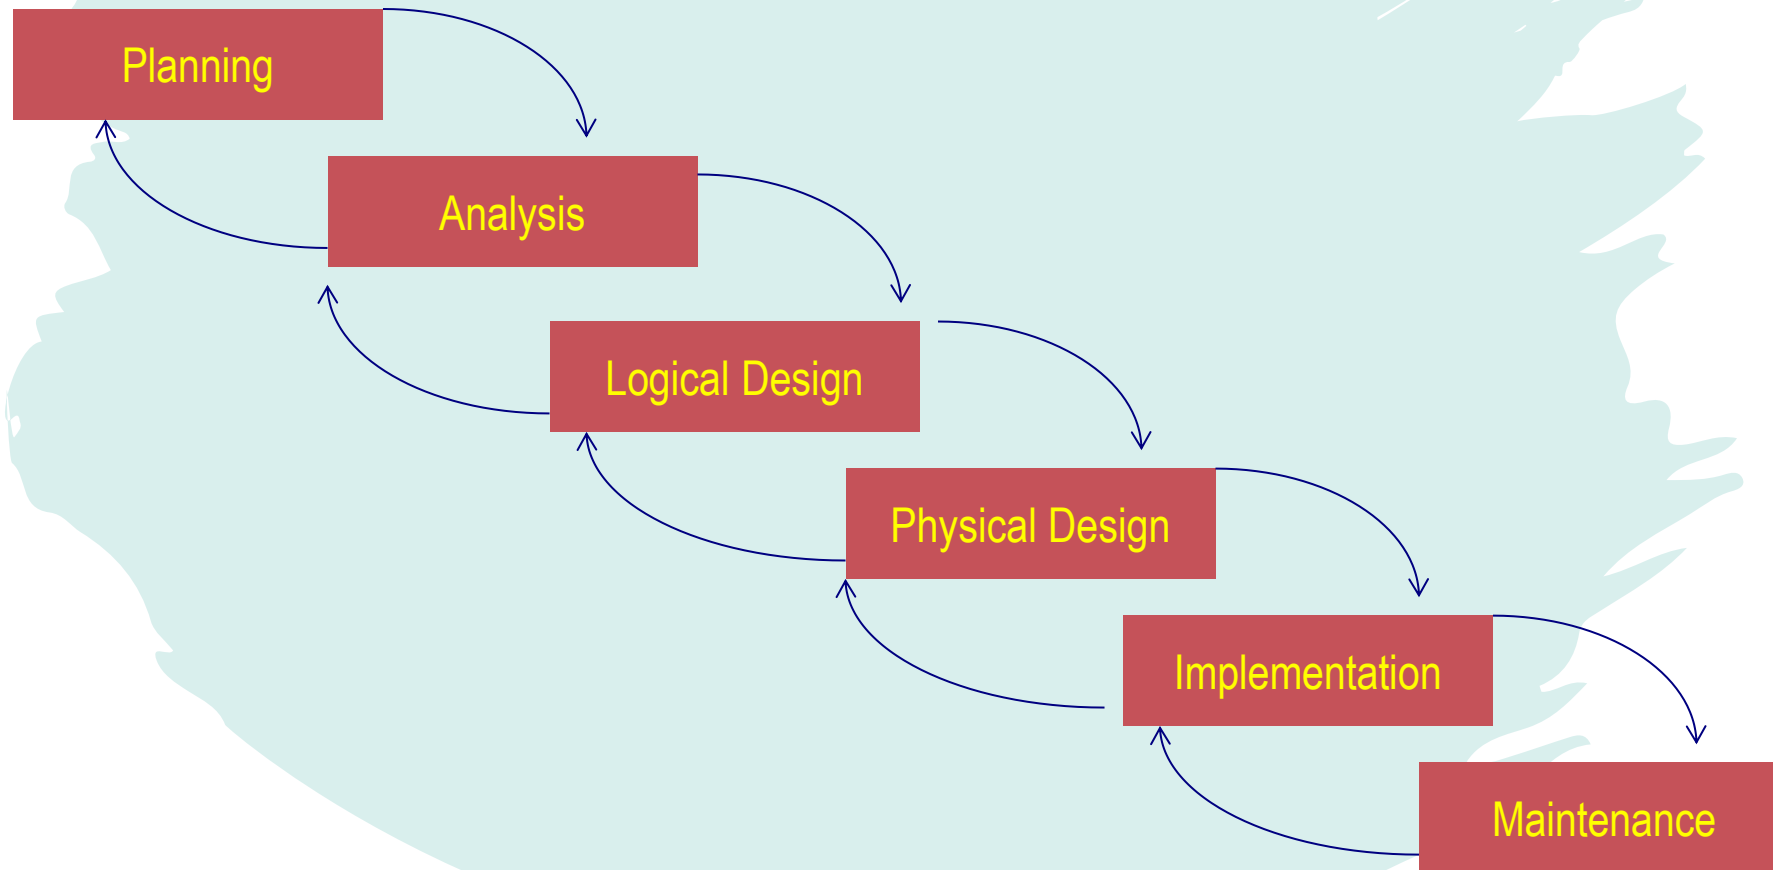 Planning
Analysis
Logical Design
Physical Design
Implementation
Maintenance